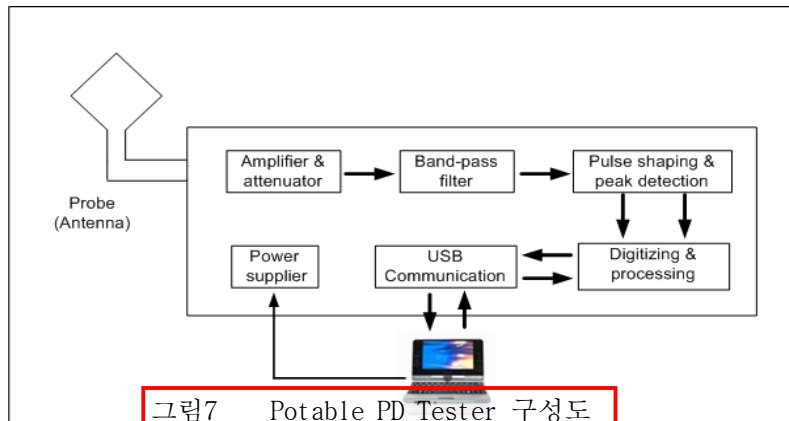 Amplifier &
attenuator
Band-pass
filter
Pulse shaping &
peak detection
Probe
(Antenna)
Power
supplier
USB
Communication
Digitizing &
processing
그림7 Potable PD Tester 구성도